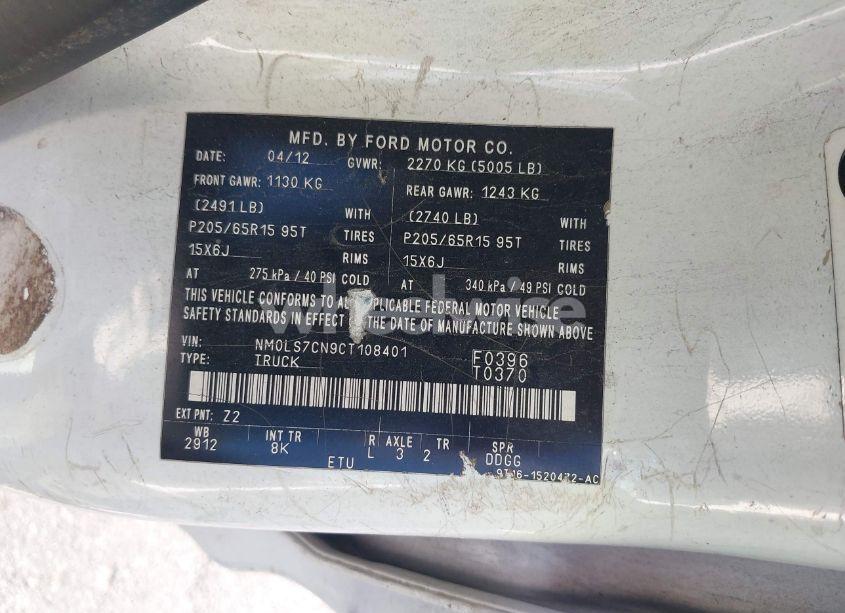 MFD. BY FORD MOTOR CO.
DATE: 04/12 GVWR: 2270 KG (5005 LB)
FRONT GAWR: 1130 KG REAR GAWR: 1243 KG
(2491 LB) WITH (2740 LB) WITH
P205/65R15 95T TIRES P205/65R15 95T TIRES
15X6J RIMS 15X6J RIMS
AT 275 kPa / 40 PSI COLD AT 340 kPa / 49 PSI COLD
THIS VEHICLE CONFORMS TO ALL APPLICABLE FEDERAL MOTOR VEHICLE
SAFETY STANDARDS IN EFFECT THE DATE OF MANUFACTURE SHOWN ABOVE
VIN: NM0LS7CN9CT108401 F0396
TYPE: TRUCK T0370
EXT PNT: Z2
WB INT TR R AXLE TR SPR
2912 8K L 3 2 DDGG
ETU